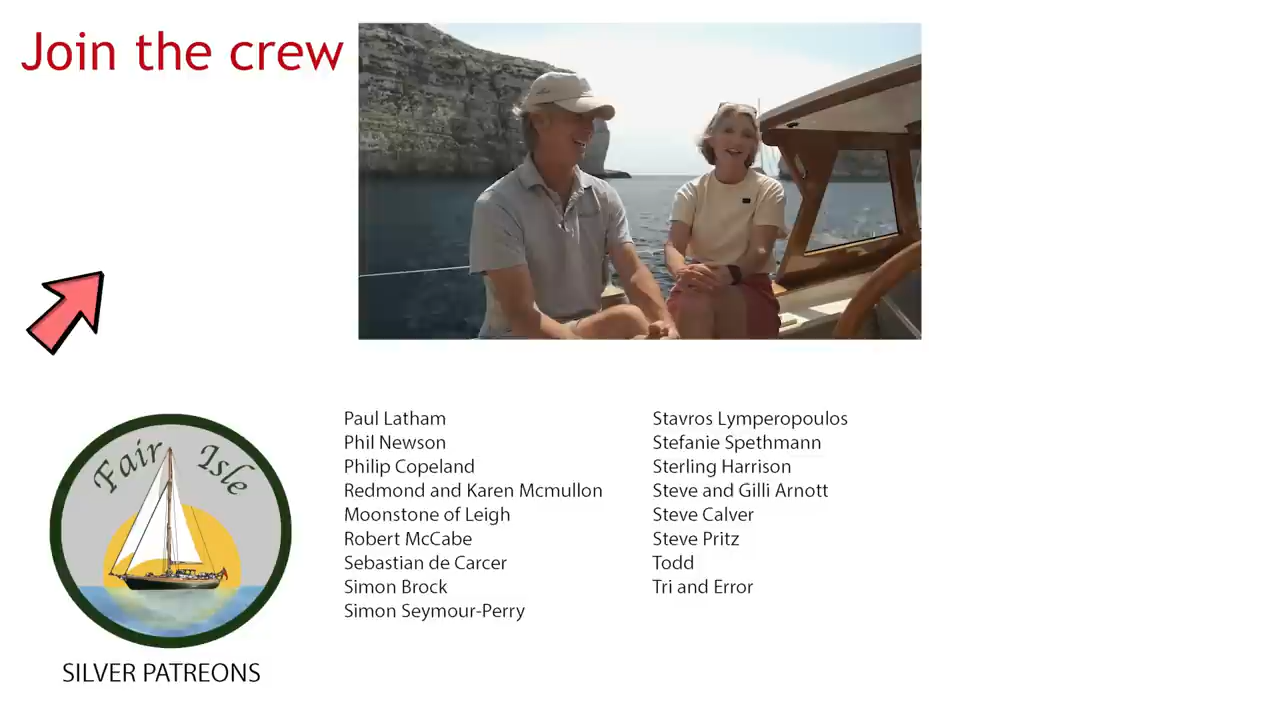 Join the crew
Fair Isle
SILVER PATREONS
Paul Latham
Phil Newson
Philip Copeland
Redmond and Karen Mcmullon
Moonstone of Leigh
Robert McCabe
Sebastian de Carcer
Simon Brock
Simon Seymour-Perry
Stavros Lymperopoulos
Stefanie Spethmann
Sterling Harrison
Steve and Gilli Arnott
Steve Calver
Steve Pritz
Todd
Tri and Error